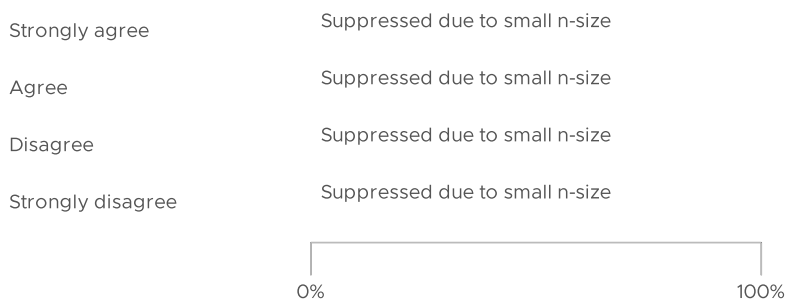 Strongly agree Suppressed due to small n-size
Agree Suppressed due to small n-size
Disagree Suppressed due to small n-size
Strongly disagree Suppressed due to small n-size
0% 100%